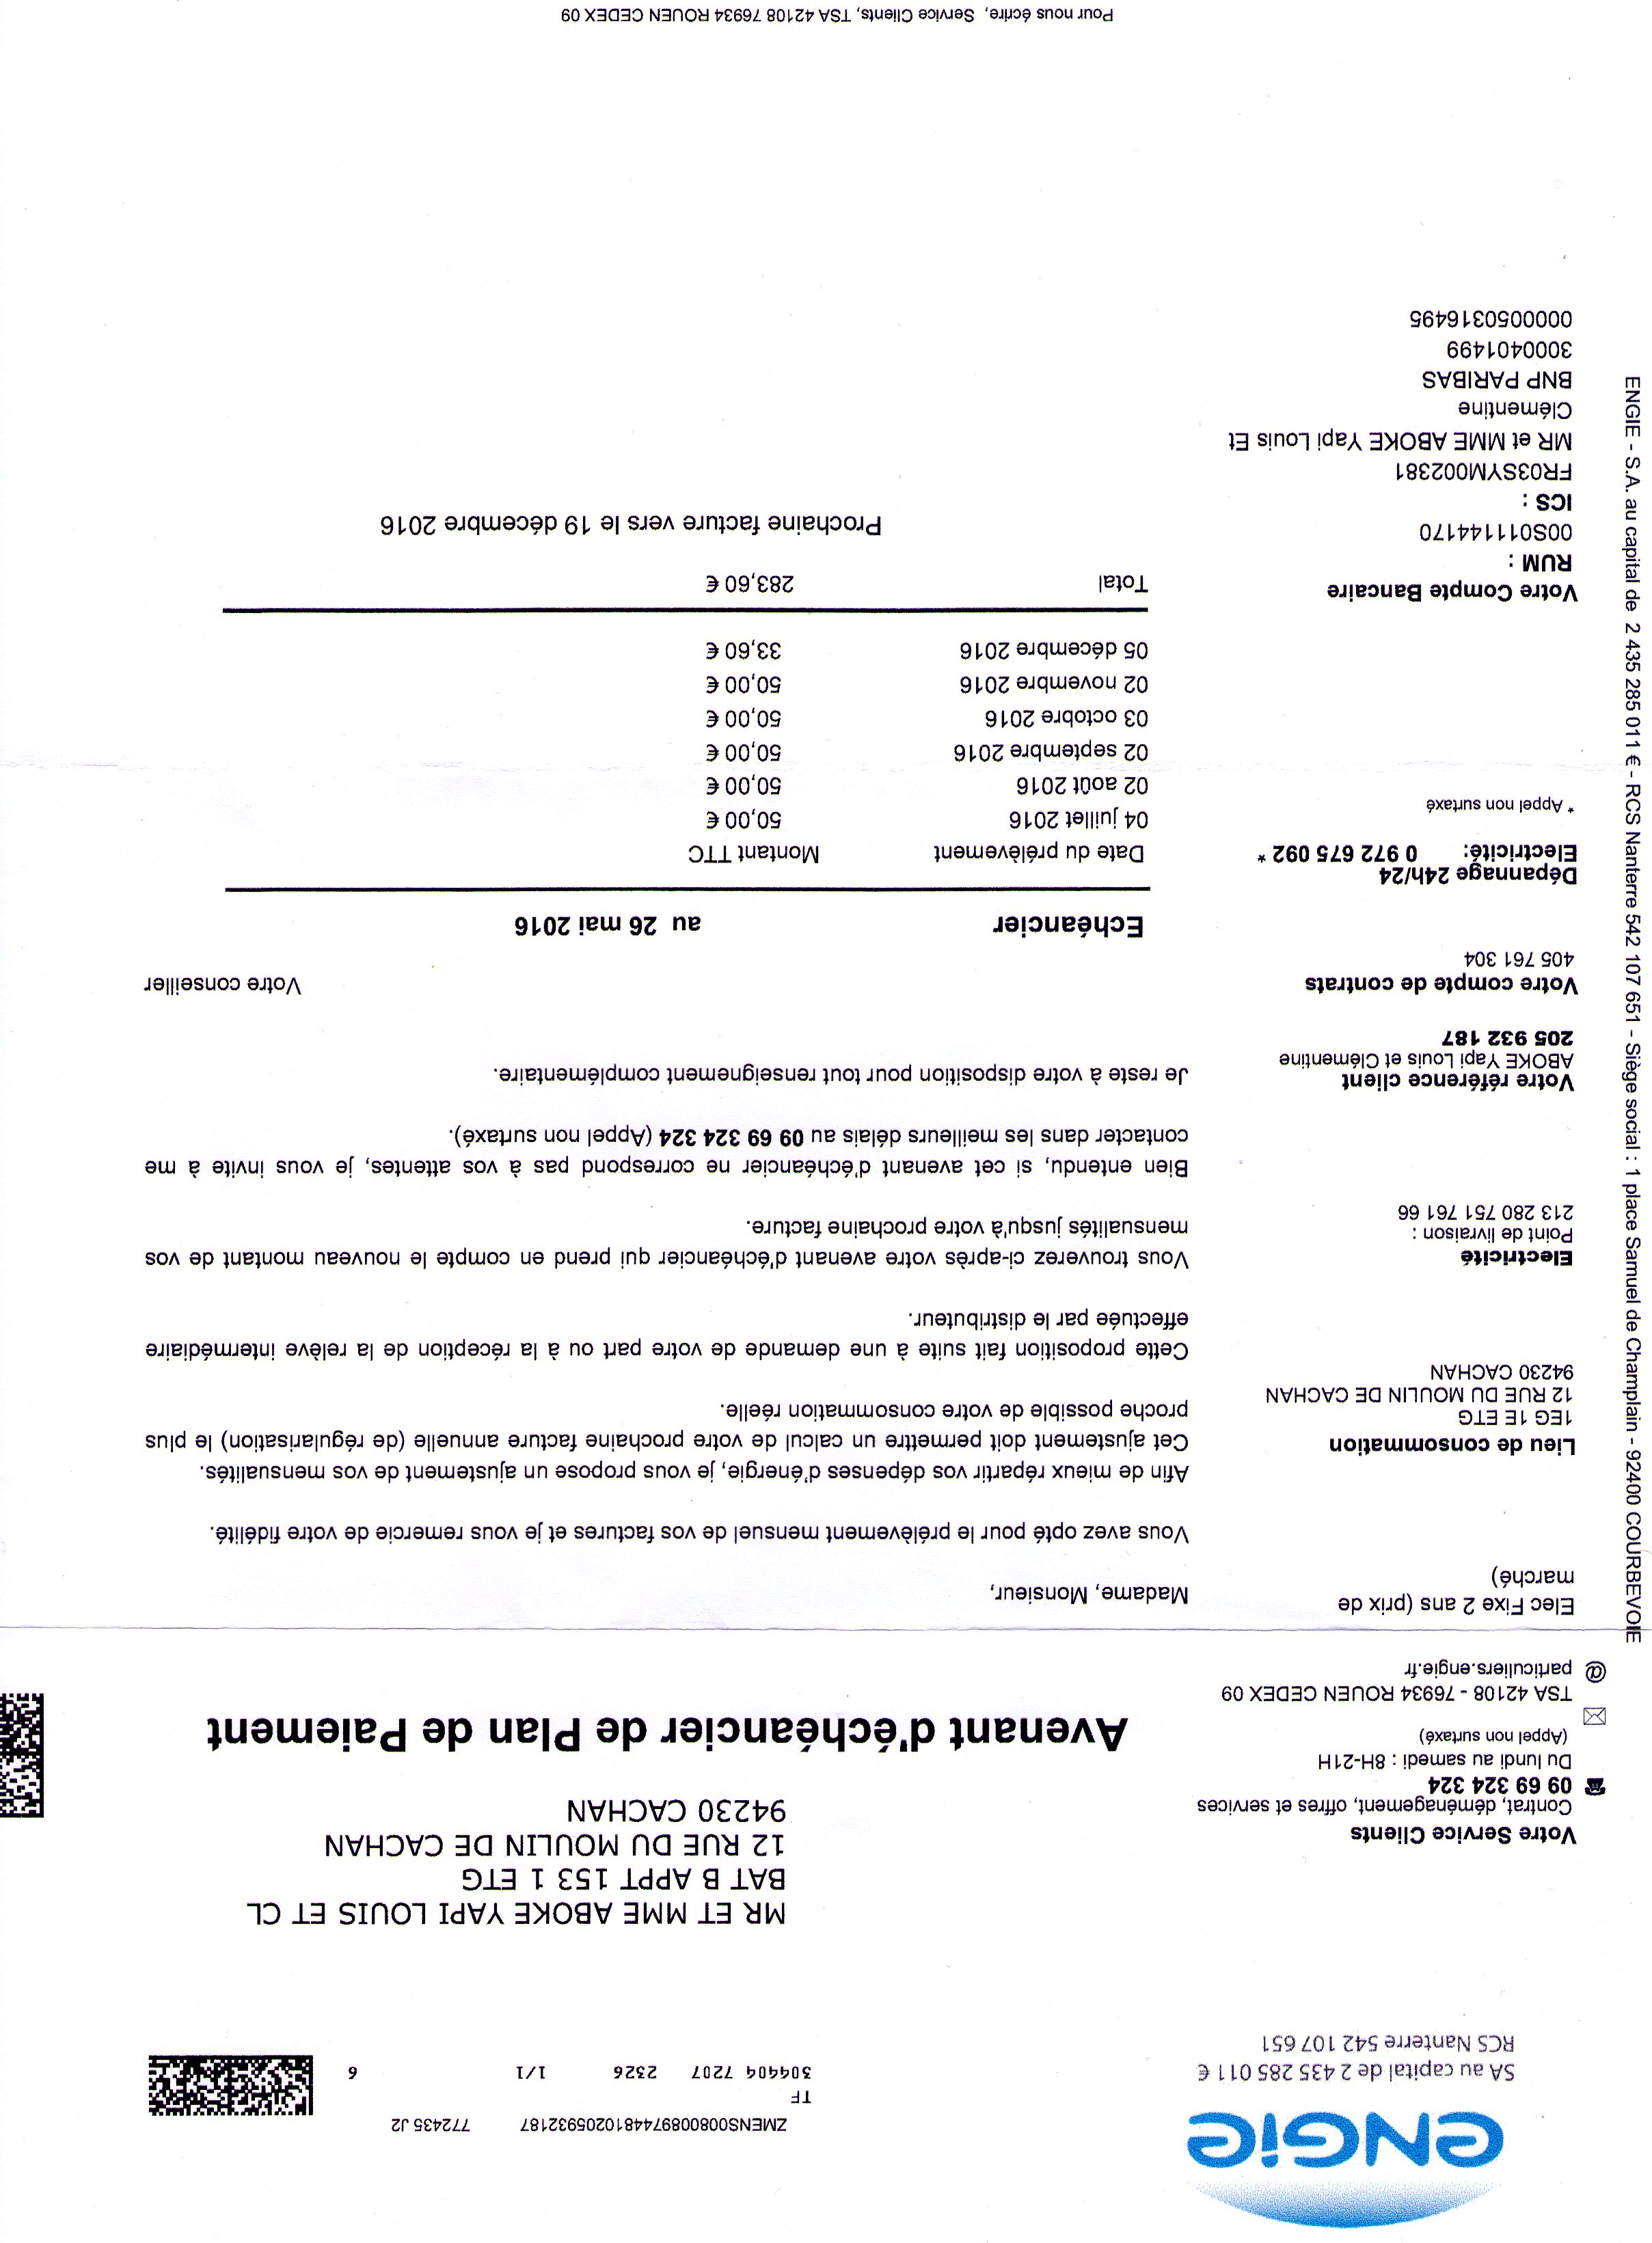 ENGIE
SA au capital de 2 435 285 011 €
RCS Nanterre 542 107 651
ZMENS0080089744810205932187 772435 J2
TF
304404 7207 2326 1/1 6
MR ET MME ABOKE YAPI LOUIS ET CL
BAT B APPT 153 1 ETG
12 RUE DU MOULIN DE CACHAN
94230 CACHAN
Votre Service Clients
Contrat, déménagement, offres et services
09 69 324 324
Du lundi au samedi : 8H-21H
(Appel non surtaxé)
TSA 42108 - 76934 ROUEN CEDEX 09
@ particuliers.engie.fr
Avenant d'échéancier de Plan de Paiement
Elec Fixe 2 ans (prix de
marché)
Lieu de consommation
1EG 1E ETG
12 RUE DU MOULIN DE CACHAN
94230 CACHAN
Electricité
Point de livraison :
213 280 751 761 66
Votre référence client
ABOKE Yapi Louis et Clémentine
205 932 187
Votre compte de contrats
405 761 304
Dépannage 24h/24
Electricité: 0 972 675 092 *
* Appel non surtaxé
Votre Compte Bancaire
RUM :
00S011144170
ICS :
FR03SYM002381
MR et MME ABOKE Yapi Louis Et
Clémentine
BNP PARIBAS
3000401499
0000050316495
Madame, Monsieur,
Vous avez opté pour le prélèvement mensuel de vos factures et je vous remercie de votre fidélité.
Afin de mieux répartir vos dépenses d'énergie, je vous propose un ajustement de vos mensualités.
Cet ajustement doit permettre un calcul de votre prochaine facture annuelle (de régularisation) le plus
proche possible de votre consommation réelle.
Cette proposition fait suite à une demande de votre part ou à la réception de la relève intermédiaire
effectuée par le distributeur.
Vous trouverez ci-après votre avenant d'échéancier qui prend en compte le nouveau montant de vos
mensualités jusqu'à votre prochaine facture.
Bien entendu, si cet avenant d'échéancier ne correspond pas à vos attentes, je vous invite à me
contacter dans les meilleurs délais au 09 69 324 324 (Appel non surtaxé).
Je reste à votre disposition pour tout renseignement complémentaire.
Votre conseiller
Echéancier au 26 mai 2016
Date du prélèvement Montant TTC
04 juillet 2016 50,00 €
02 août 2016 50,00 €
02 septembre 2016 50,00 €
03 octobre 2016 50,00 €
02 novembre 2016 50,00 €
05 décembre 2016 33,60 €
Total 283,60 €
Prochaine facture vers le 19 décembre 2016
ENGIE - S.A. au capital de 2 435 285 011 € - RCS Nanterre 542 107 651 - Siège social : 1 place Samuel de Champlain - 92400 COURBEVOIE
Pour nous écrire, Service Clients, TSA 42108 76934 ROUEN CEDEX 09